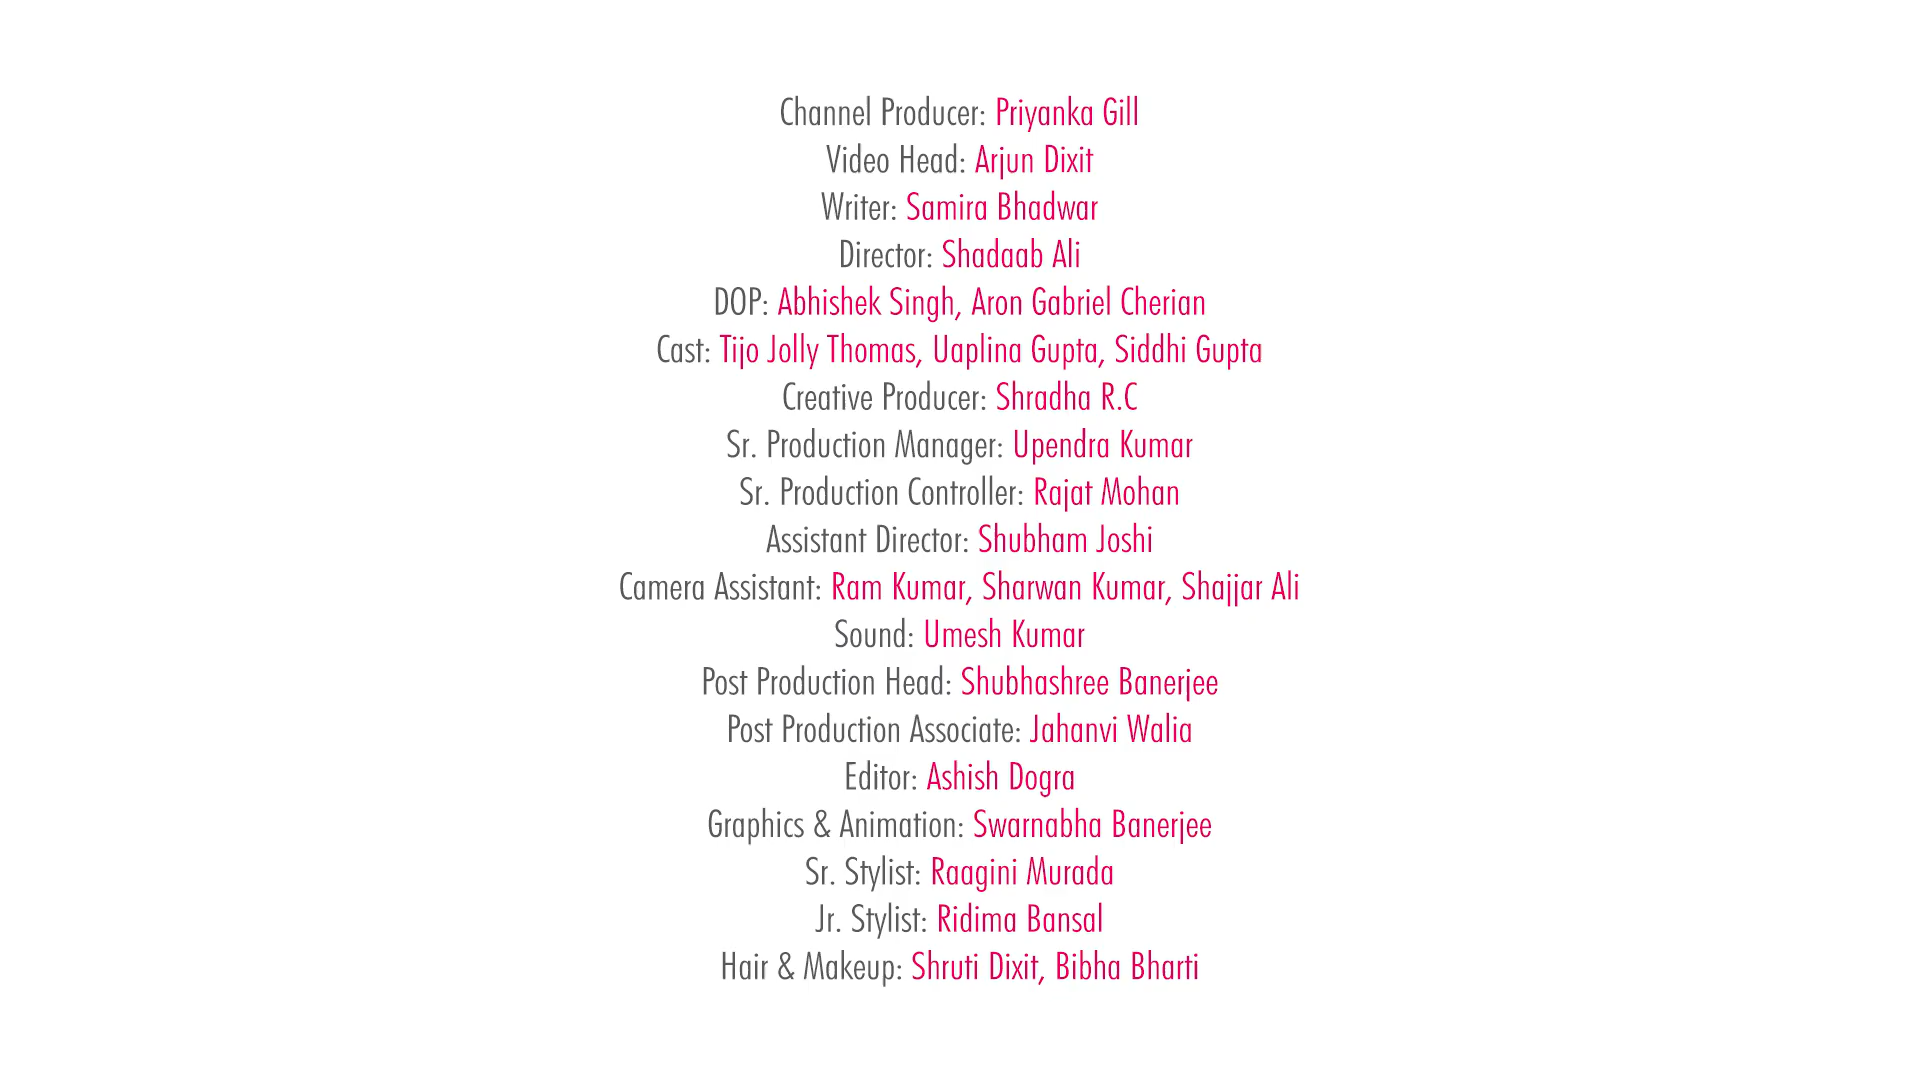 Channel Producer: Priyanka Gill
Video Head: Arjun Dixit
Writer: Samira Bhadwar
Director: Shadaab Ali
DOP: Abhishek Singh, Aron Gabriel Cherian
Cast: Tijo Jolly Thomas, Uaplina Gupta, Siddhi Gupta
Creative Producer: Shradha R.C
Sr. Production Manager: Upendra Kumar
Sr. Production Controller: Rajat Mohan
Assistant Director: Shubham Joshi
Camera Assistant: Ram Kumar, Sharwan Kumar, Shajjar Ali
Sound: Umesh Kumar
Post Production Head: Shubhashree Banerjee
Post Production Associate: Jahanvi Walia
Editor: Ashish Dogra
Graphics & Animation: Swarnabha Banerjee
Sr. Stylist: Raagini Murada
Jr. Stylist: Ridima Bansal
Hair & Makeup: Shruti Dixit, Bibha Bharti